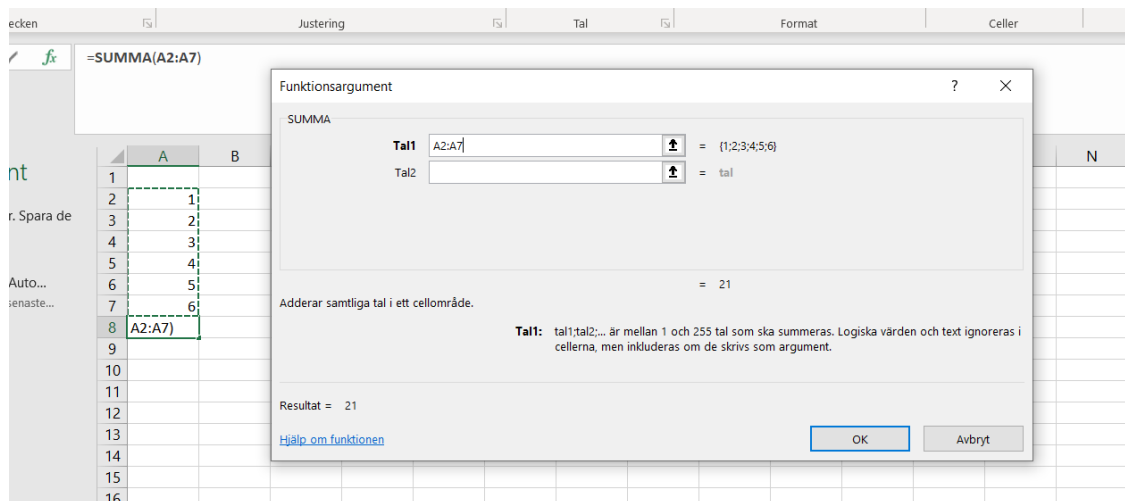 ecken Justering Tal Format Celler
fx =SUMMA(A2:A7)
Funktionsargument ?
SUMMA
Tal1 A2:A7 = {1;2;3;4;5;6}
Tal2 = tal
A B N
nt
1
2 1
r. Spara de
3 2
4 3
5 4
Auto...
6 5
senaste...
7 6
8 A2:A7)
9
10
11
12
13
14
15
16
= 21
Adderar samtliga tal i ett cellområde.
Tal1: tal1;tal2;... är mellan 1 och 255 tal som ska summeras. Logiska värden och text ignoreras i
cellerna, men inkluderas om de skrivs som argument.
Resultat = 21
Hjälp om funktionen
OK Avbryt